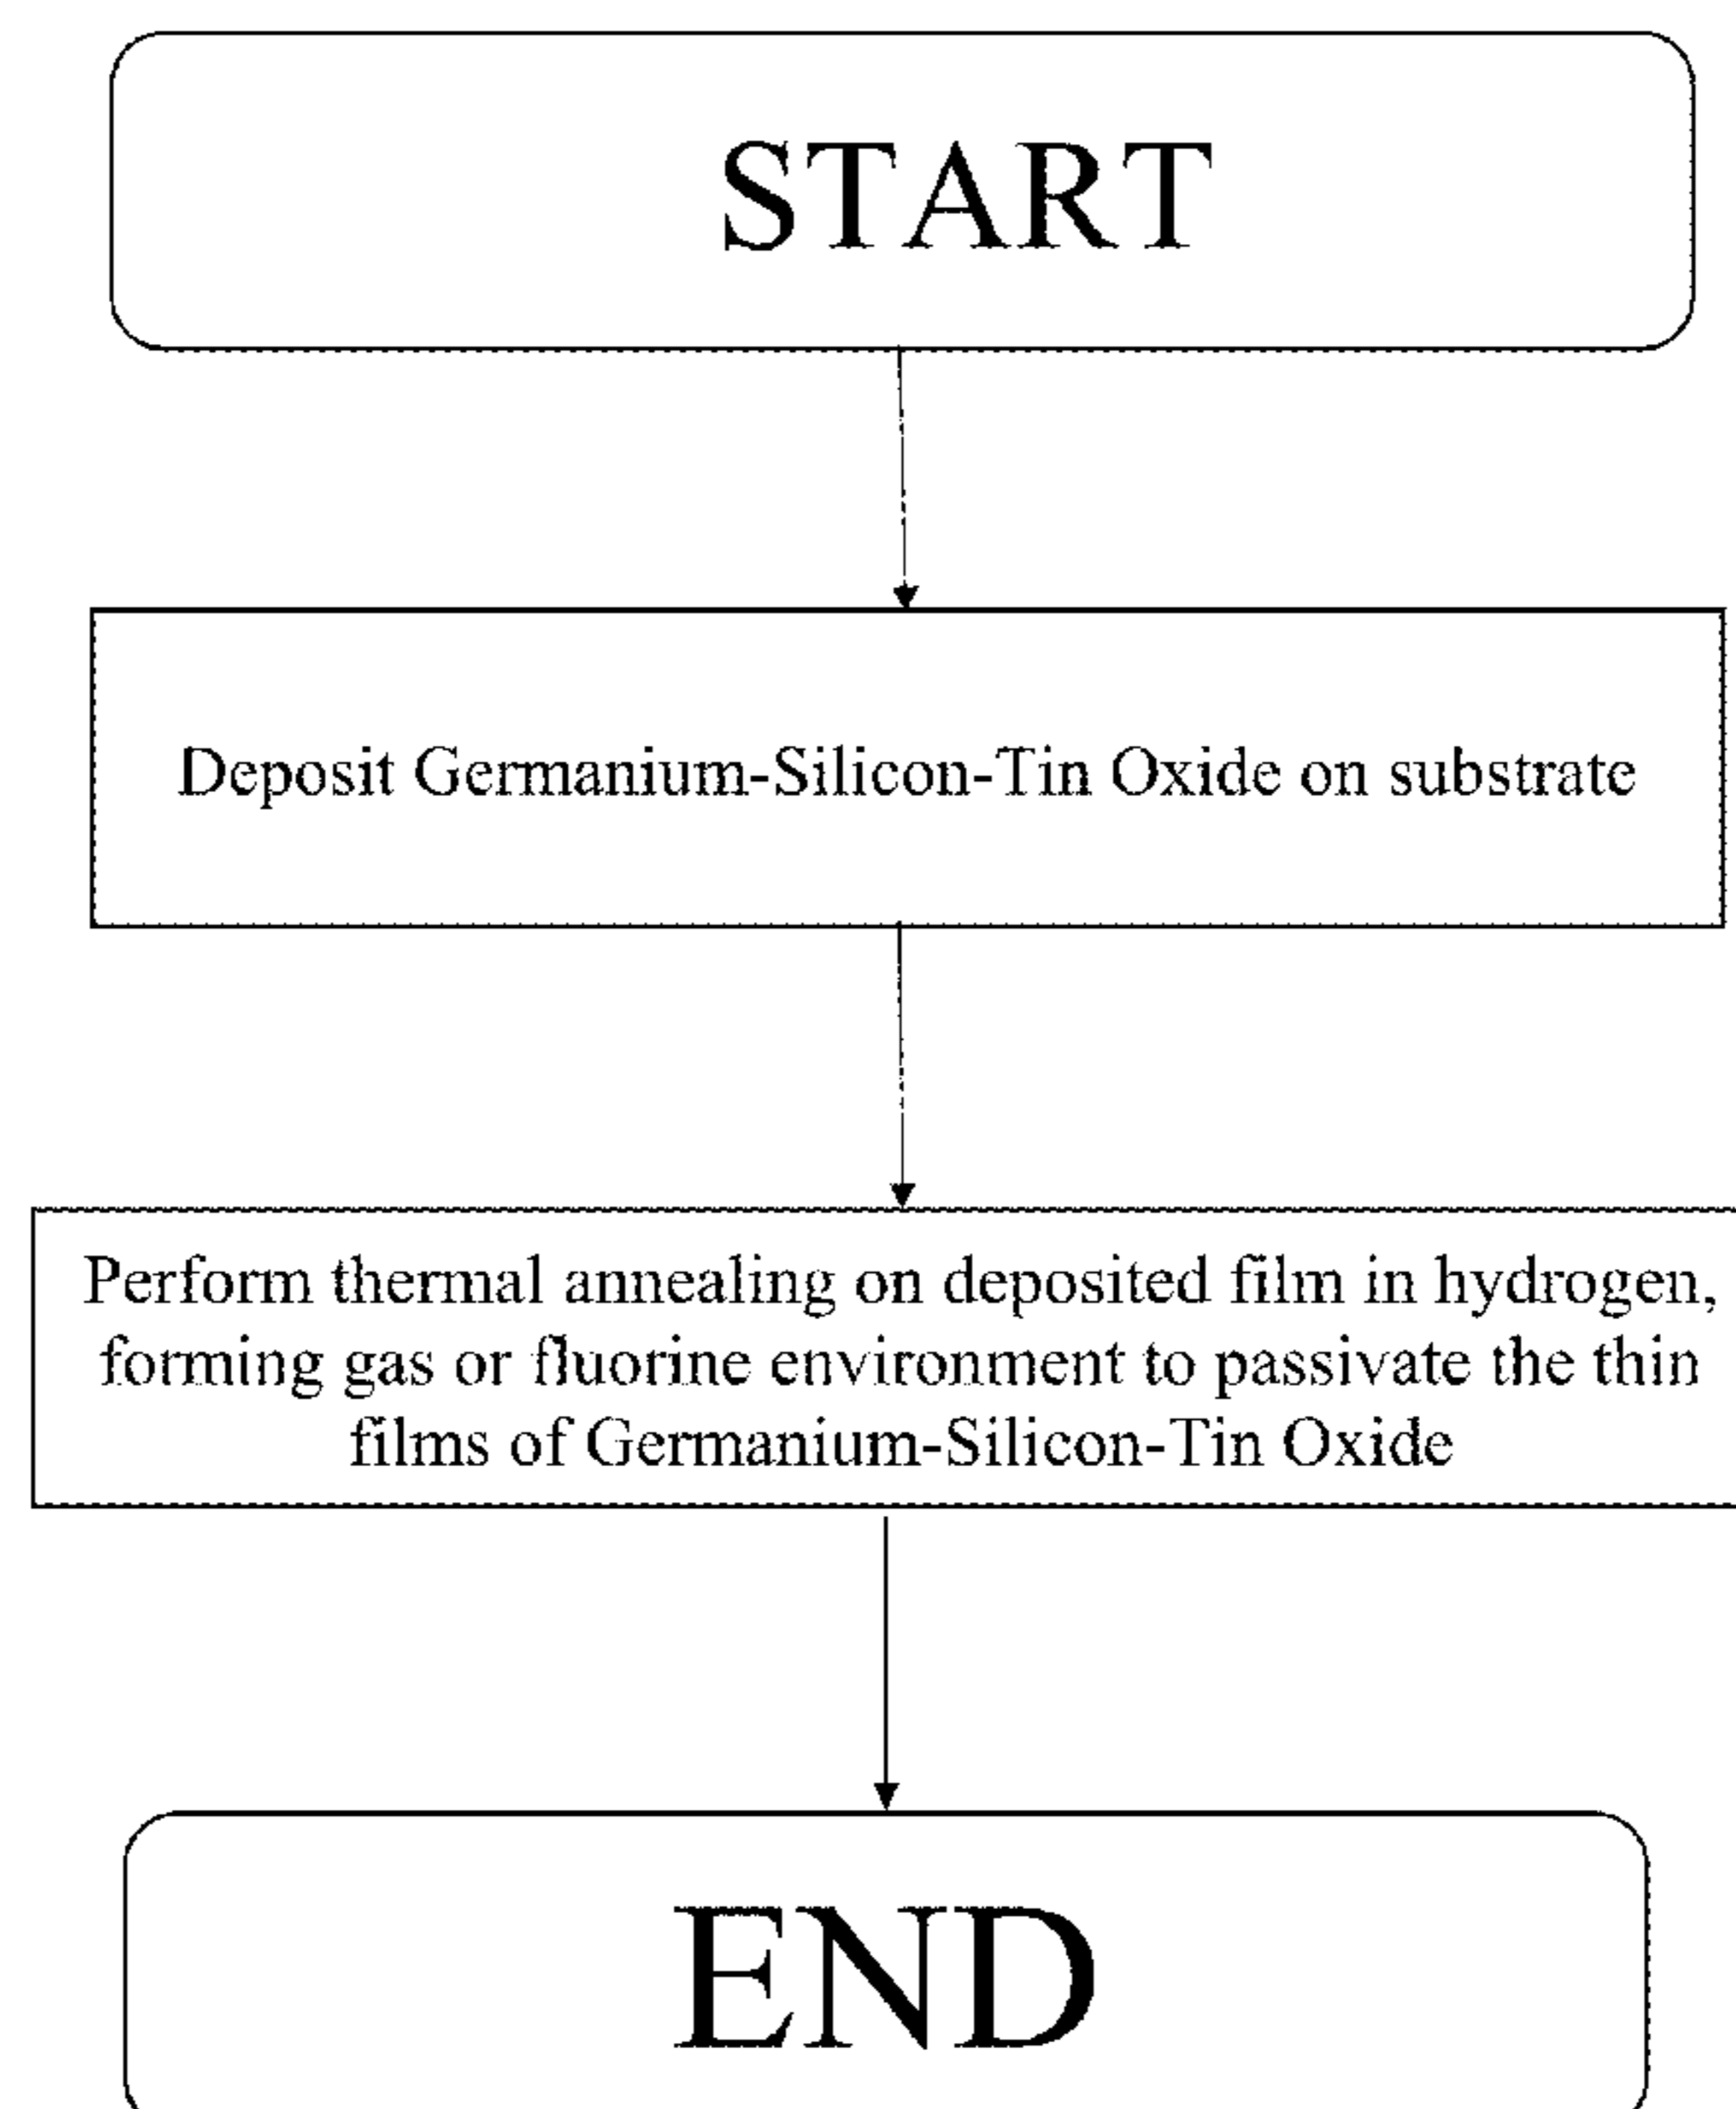 START
Deposit Germanium-Silicon-Tin Oxide on substrate
Perform thermal annealing on deposited film in hydrogen,
forming gas or fluorine environment to passivate the thin
films of Germanium-Silicon-Tin Oxide
END